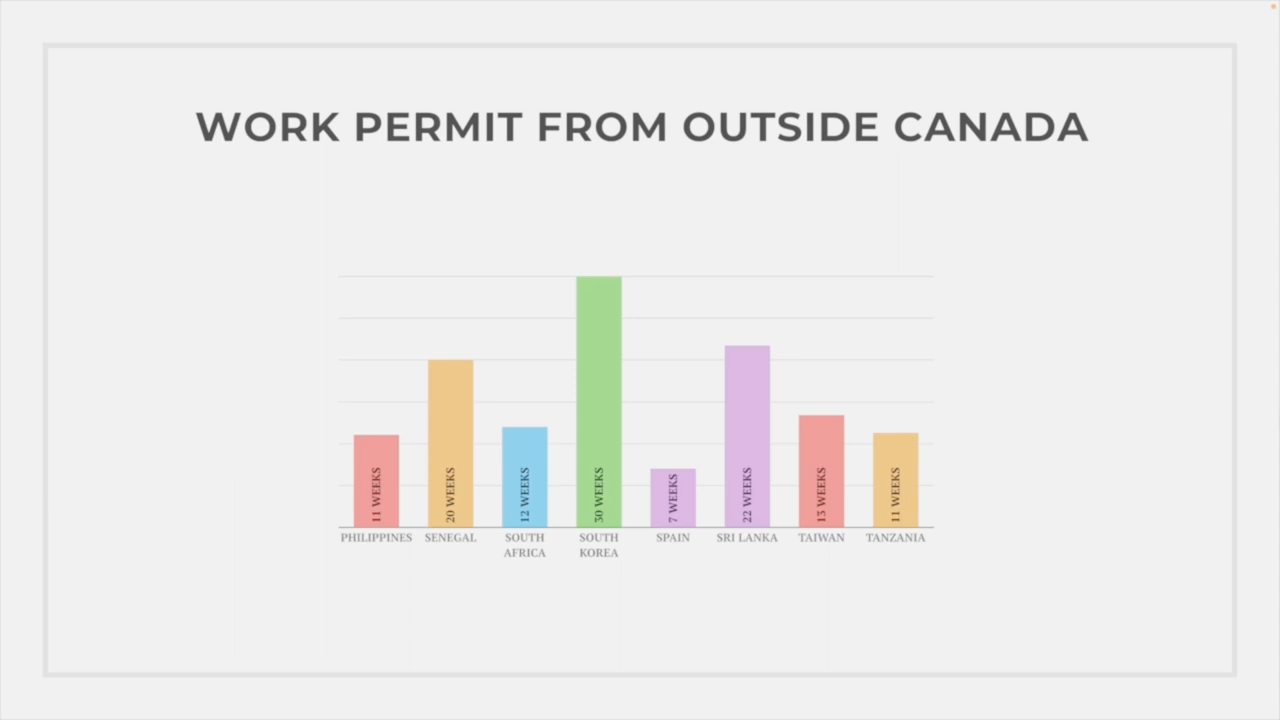 WORK PERMIT FROM OUTSIDE CANADA
11 WEEKS
20 WEEKS
12 WEEKS
30 WEEKS
7 WEEKS
22 WEEKS
13 WEEKS
11 WEEKS
PHILIPPINES
SENEGAL
SOUTH
AFRICA
SOUTH
KOREA
SPAIN
SRI LANKA
TAIWAN
TANZANIA